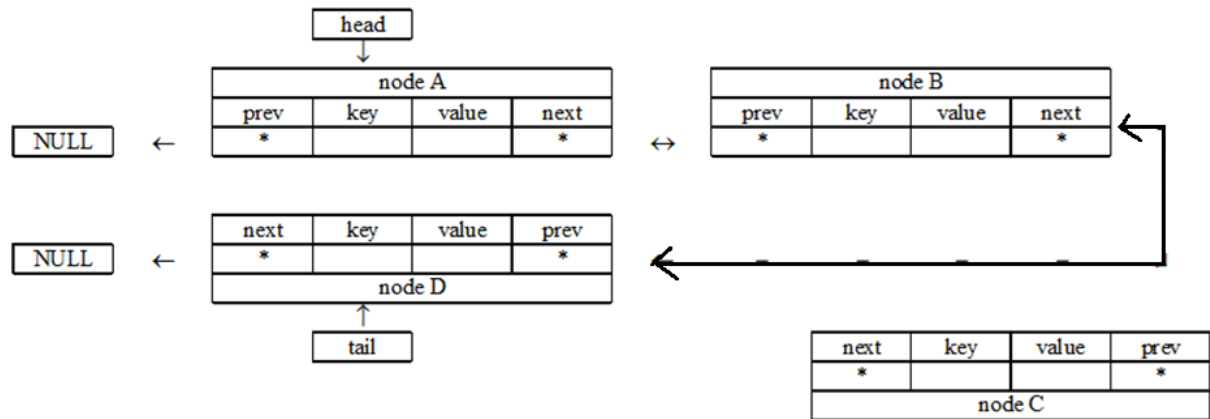 head
node A
node B
prev key value next
prev key value next
NULL ← * * ↔ * *
next key value prev
NULL ← * *
node D
tail
next key value prev
* *
node C